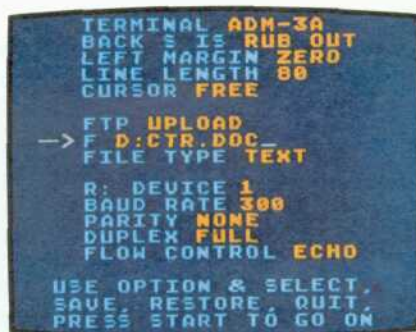 TERMINAL ADM-3A
BACK S IS RUB OUT
LEFT MARGIN ZERO
LINE LENGTH 80
CURSOR FREE
FTP UPLOAD
–> F D:CTR.DOC_
FILE TYPE TEXT
R: DEVICE 1
BAUD RATE 300
PARITY NONE
DUPLEX FULL
FLOW CONTROL ECHO
USE OPTION & SELECT,
SAVE, RESTORE, QUIT,
PRESS START TO GO ON